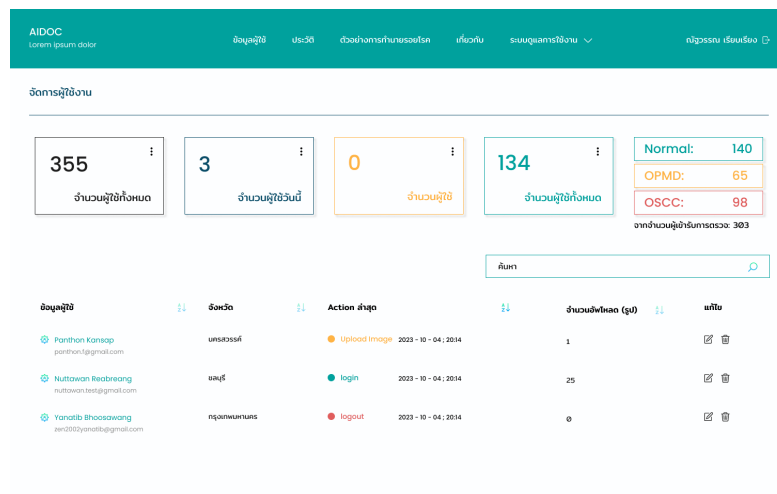 AIDOC
Lorem ipsum dolor
ข้อมูลผู้ใช้ ประวัติ ตัวอย่างการทำนายรอยโรค เกี่ยวกับ ระบบดูแลการใช้งาน ณัฐวรรณ เรียบเรียง
จัดการผู้ใช้งาน
355
จำนวนผู้ใช้ทั้งหมด
3
จำนวนผู้ใช้วันนี้
0
จำนวนผู้ใช้
134
จำนวนผู้ใช้ทั้งหมด
Normal: 140
OPMD: 65
OSCC: 98
จากจำนวนผู้เข้ารับการตรวจ: 303
ค้นหา
ข้อมูลผู้ใช้ จังหวัด Action ล่าสุด จำนวนอัพโหลด (รูป) แก้ไข
Panthon Kansap นครสวรรค์ Upload Image 2023 - 10 - 04 ; 20:14 1
panthon.f@gmail.com
Nuttawan Reabreang ชลบุรี login 2023 - 10 - 04 ; 20:14 25
nuttawan.test@gmail.com
Yanatib Bhoosawang กรุงเทพมหานคร logout 2023 - 10 - 04 ; 20:14 0
zen2002yanatib@gmail.com